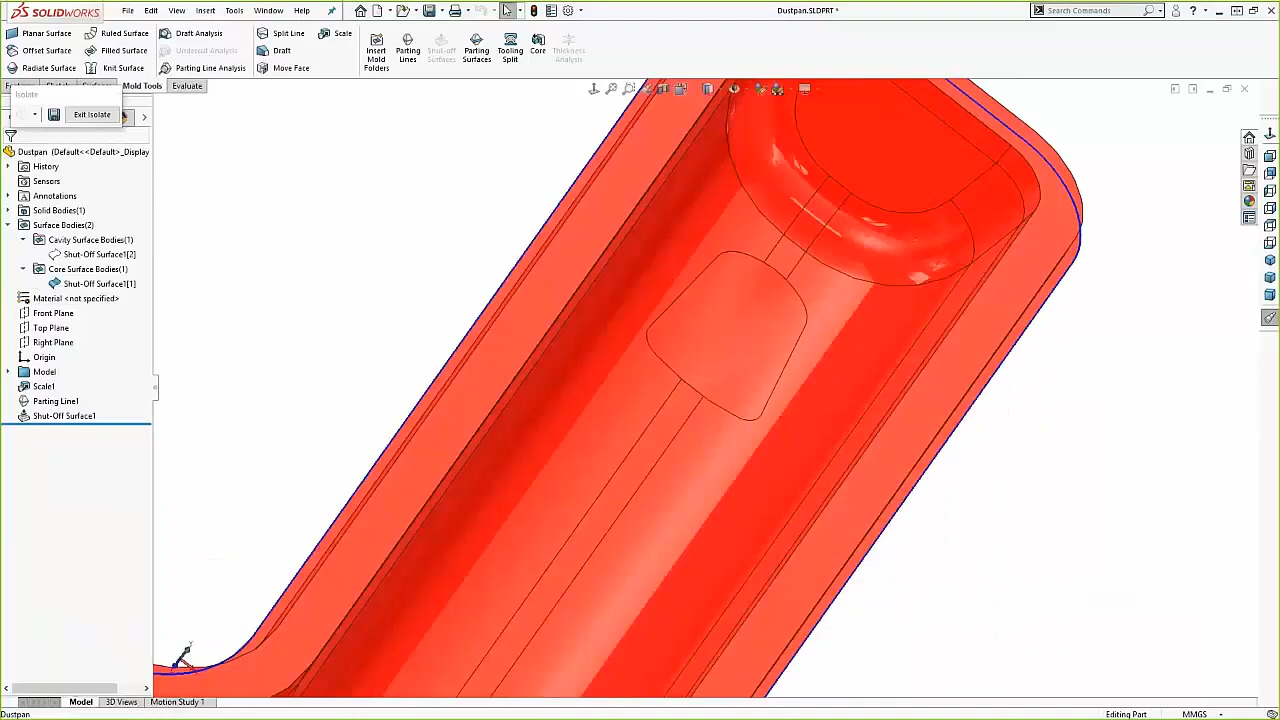 SOLIDWORKS File Edit View Insert Tools Window Help Dustpan.SLDPRT * Search Commands ?
Planar Surface Ruled Surface Draft Analysis Split Line Scale
Offset Surface Filled Surface Undercut Analysis Draft
Radiate Surface Knit Surface Parting Line Analysis Move Face
Insert Mold Folders
Parting Lines
Shut-off Surfaces
Parting Surfaces
Tooling Split
Core
Thickness Analysis
Mold Tools Evaluate
Isolate
Exit Isolate
Dustpan (Default<<Default>_Display
History
Sensors
Annotations
Solid Bodies(1)
Surface Bodies(2)
Cavity Surface Bodies(1)
Shut-Off Surface1[2]
Core Surface Bodies(1)
Shut-Off Surface1[1]
Material <not specified>
Front Plane
Top Plane
Right Plane
Origin
Model
Scale1
Parting Line1
Shut-Off Surface1
Model 3D Views Motion Study 1
Dustpan Editing Part MMGS